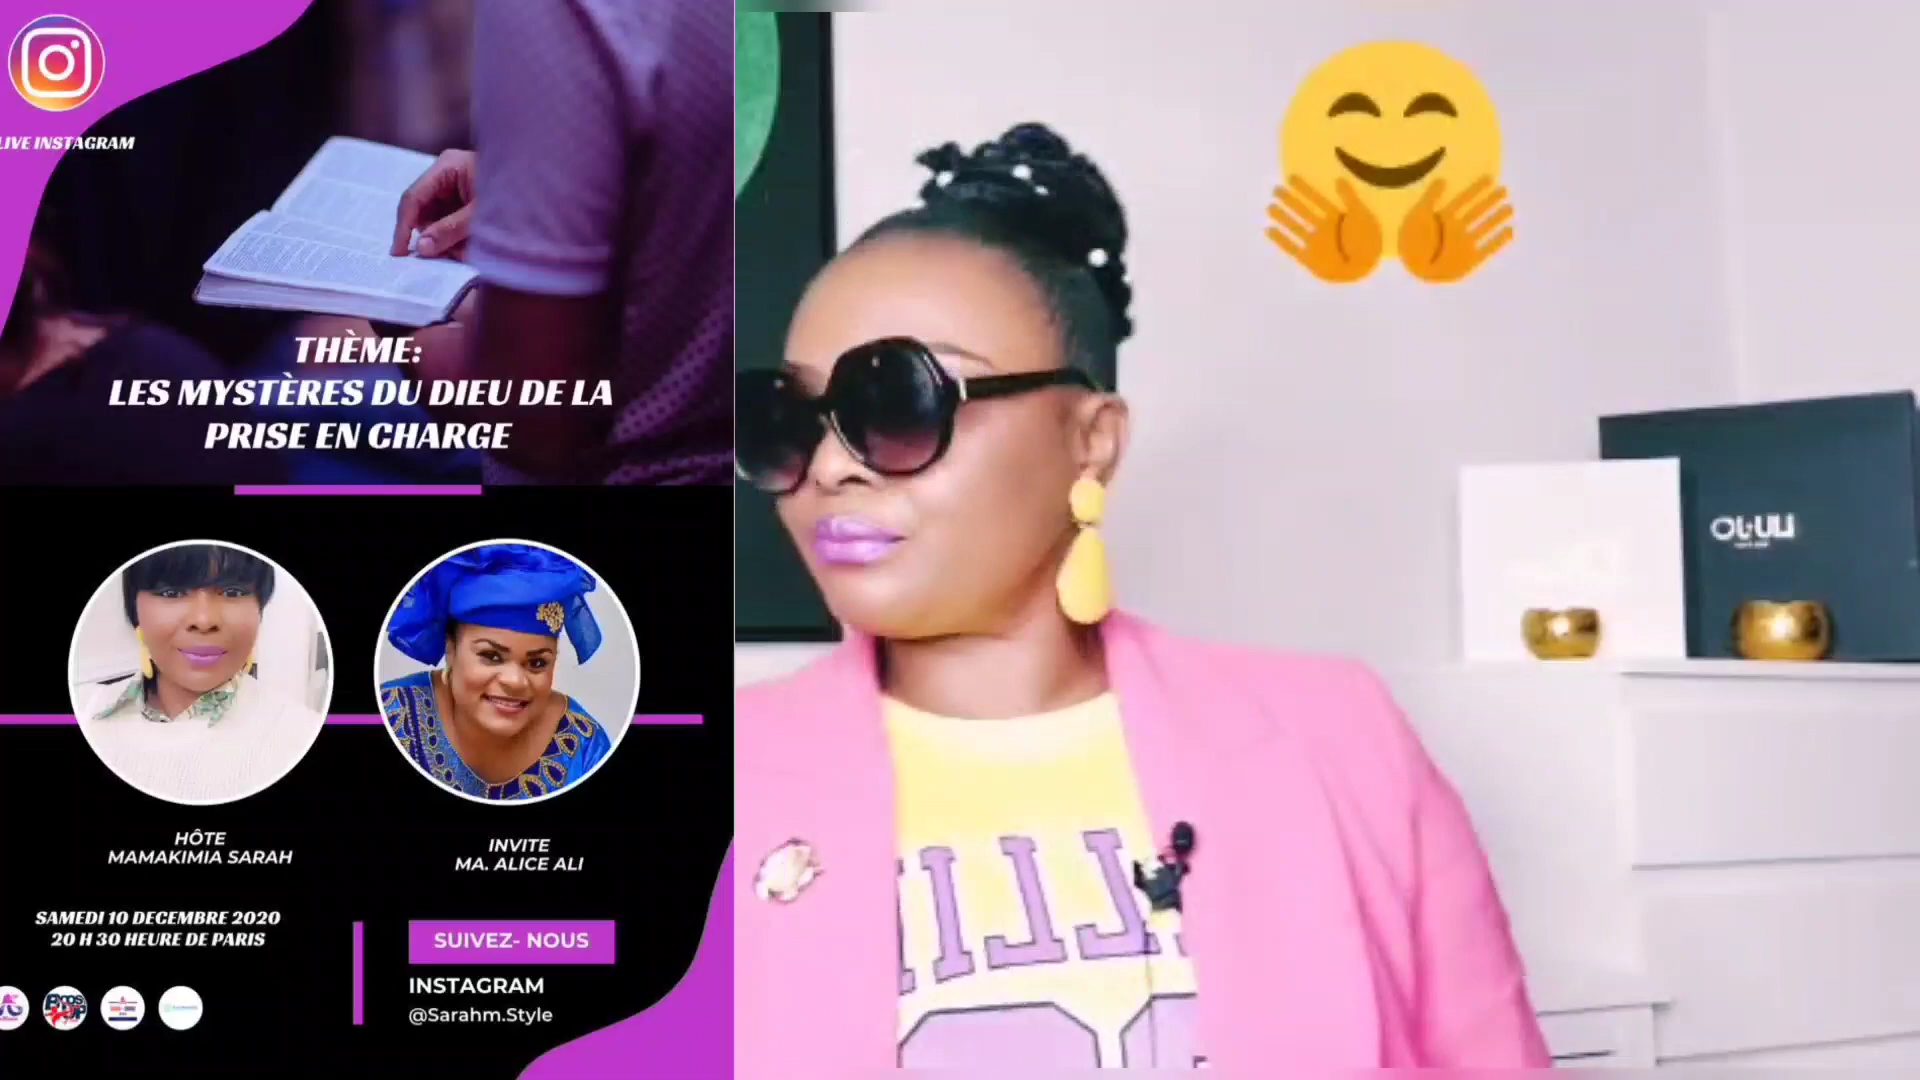 LIVE INSTAGRAM
THÈME:
LES MYSTÈRES DU DIEU DE LA
PRISE EN CHARGE
HÔTE
MAMAKIMIA SARAH
INVITE
MA. ALICE ALI
SAMEDI 10 DECEMBRE 2020
20 H 30 HEURE DE PARIS
SUIVEZ- NOUS
INSTAGRAM
@Sarahm.Style